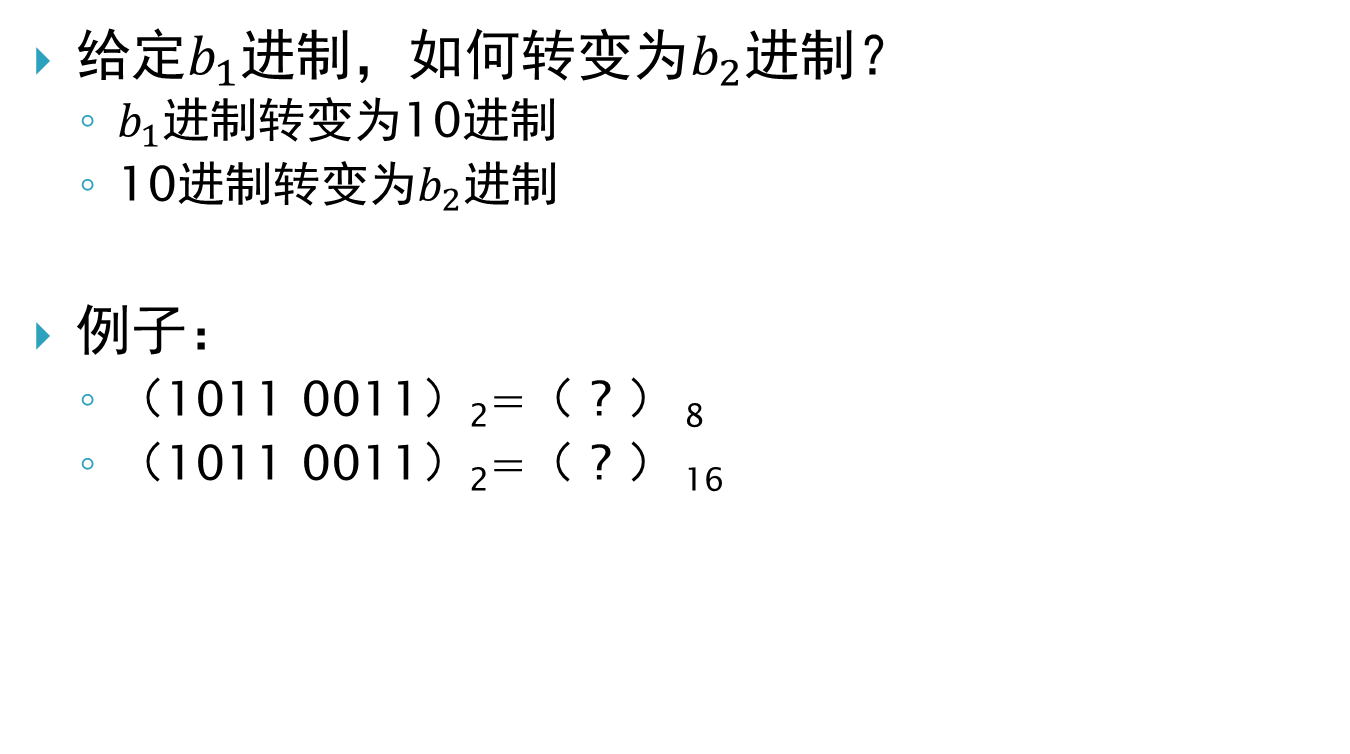 给定b₁进制，如何转变为b₂进制？
b₁进制转变为10进制
10进制转变为b₂进制
例子：
（1011 0011）₂=（？）₈
（1011 0011）₂=（？）₁₆